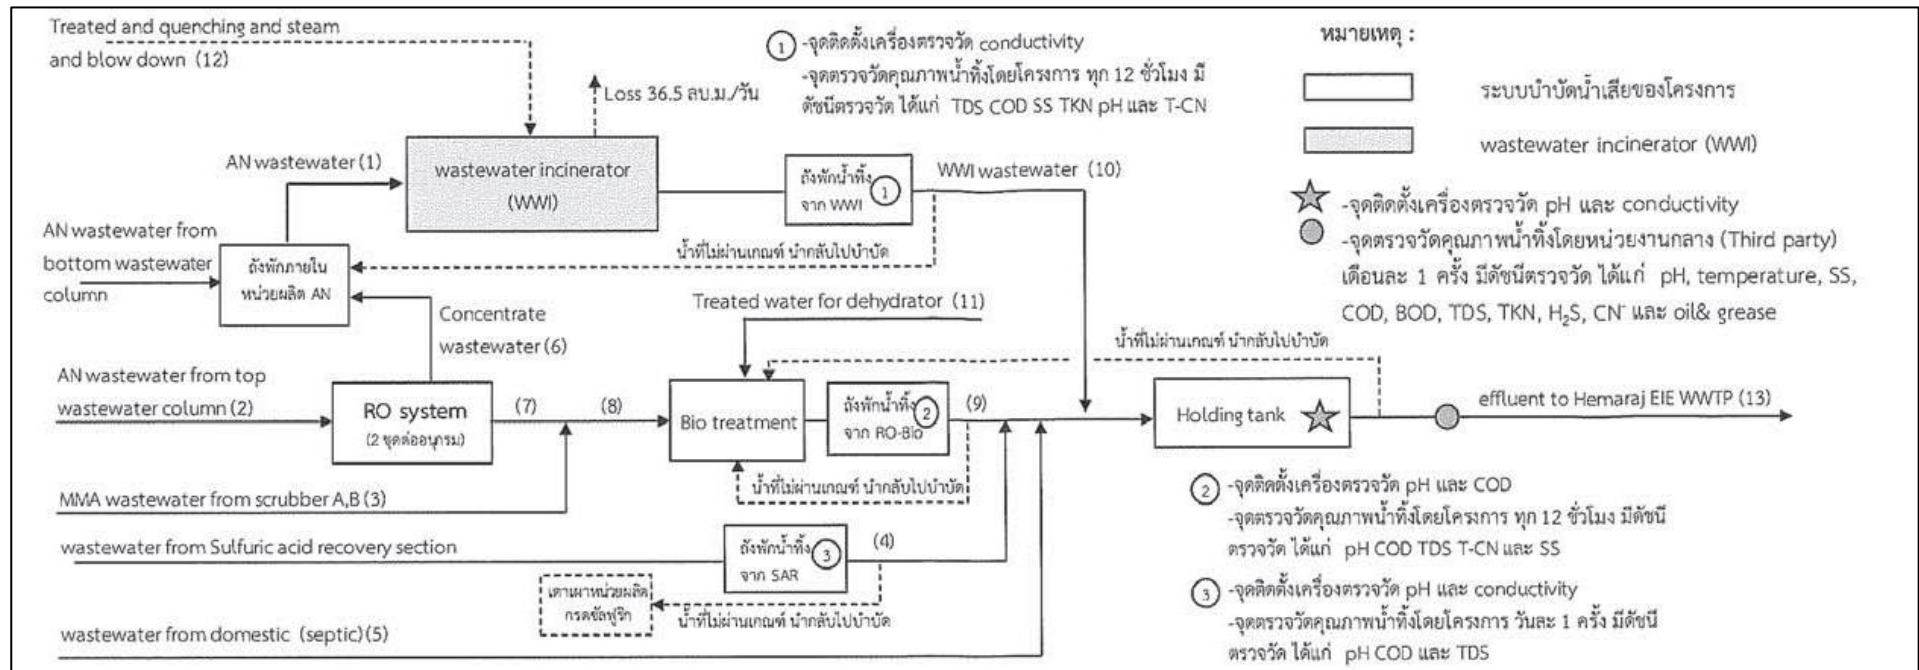 Treated and quenching and steam
and blow down (12)
Loss 36.5 ลบ.ม./วัน
1 -จุดติดตั้งเครื่องตรวจวัด conductivity
-จุดตรวจวัดคุณภาพน้ำทิ้งโดยโครงการ ทุก 12 ชั่วโมง มี
ดัชนีตรวจวัด ได้แก่ TDS COD SS TKN pH และ T-CN
หมายเหตุ :
ระบบบำบัดน้ำเสียของโครงการ
wastewater incinerator (WWI)
-จุดติดตั้งเครื่องตรวจวัด pH และ conductivity
-จุดตรวจวัดคุณภาพน้ำทิ้งโดยหน่วยงานกลาง (Third party)
เดือนละ 1 ครั้ง มีดัชนีตรวจวัด ได้แก่ pH, temperature, SS,
COD, BOD, TDS, TKN, H₂S, CN⁻ และ oil& grease
AN wastewater (1)
wastewater incinerator
(WWI)
ถังพักน้ำทิ้ง
จาก WWI
1
WWI wastewater (10)
AN wastewater from
bottom wastewater
column
ถังพักภายใน
หน่วยผลิต AN
น้ำที่ไม่ผ่านเกณฑ์ นำกลับไปบำบัด
Concentrate
wastewater (6)
Treated water for dehydrator (11)
น้ำที่ไม่ผ่านเกณฑ์ นำกลับไปบำบัด
AN wastewater from top
wastewater column (2)
RO system
(2 ชุดต่ออนุกรม)
(7)
(8)
Bio treatment
ถังพักน้ำทิ้ง
จาก RO-Bio
2
(9)
Holding tank
effluent to Hemaraj EIE WWTP (13)
น้ำที่ไม่ผ่านเกณฑ์ นำกลับไปบำบัด
MMA wastewater from scrubber A,B (3)
wastewater from Sulfuric acid recovery section
ถังพักน้ำทิ้ง
จาก SAR
3
(4)
เตาเผาหน่วยผลิต
กรดซัลฟูริก
น้ำที่ไม่ผ่านเกณฑ์ นำกลับไปบำบัด
wastewater from domestic (septic) (5)
2 -จุดติดตั้งเครื่องตรวจวัด pH และ COD
-จุดตรวจวัดคุณภาพน้ำทิ้งโดยโครงการ ทุก 12 ชั่วโมง มีดัชนี
ตรวจวัด ได้แก่ pH COD TDS T-CN และ SS
3 -จุดติดตั้งเครื่องตรวจวัด pH และ conductivity
-จุดตรวจวัดคุณภาพน้ำทิ้งโดยโครงการ วันละ 1 ครั้ง มีดัชนี
ตรวจวัด ได้แก่ pH COD และ TDS